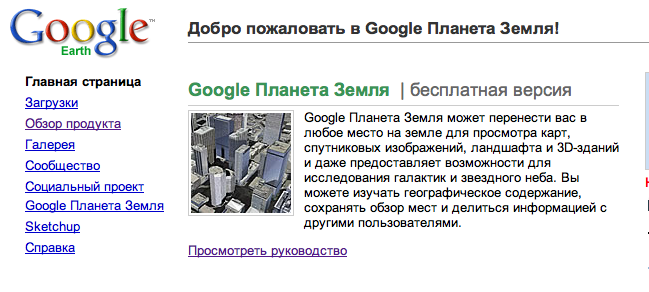 Google™
Earth
Добро пожаловать в Google Планета Земля!
Главная страница
Загрузки
Обзор продукта
Галерея
Сообщество
Социальный проект
Google Планета Земля
Sketchup
Справка
Google Планета Земля | бесплатная версия
Google Планета Земля может перенести вас в
любое место на земле для просмотра карт,
спутниковых изображений, ландшафта и 3D-зданий
и даже предоставляет возможности для
исследования галактик и звездного неба. Вы
можете изучать географическое содержание,
сохранять обзор мест и делиться информацией с
другими пользователями.
Просмотреть руководство